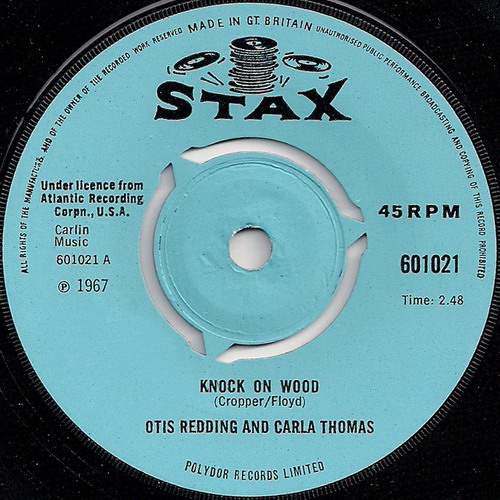 MADE IN GT. BRITAIN
ALL RIGHTS OF THE MANUFACTURER, AND OF THE OWNER OF THE RECORDED WORK RESERVED
UNAUTHORISED PUBLIC PERFORMANCE, BROADCASTING AND COPYING OF THIS RECORD PROHIBITED
STAX
Under licence from
Atlantic Recording
Corpn., U.S.A.
Carlin
Music
601021 A
℗ 1967
45 RPM
601021
Time: 2.48
KNOCK ON WOOD
(Cropper/Floyd)
OTIS REDDING AND CARLA THOMAS
POLYDOR RECORDS LIMITED